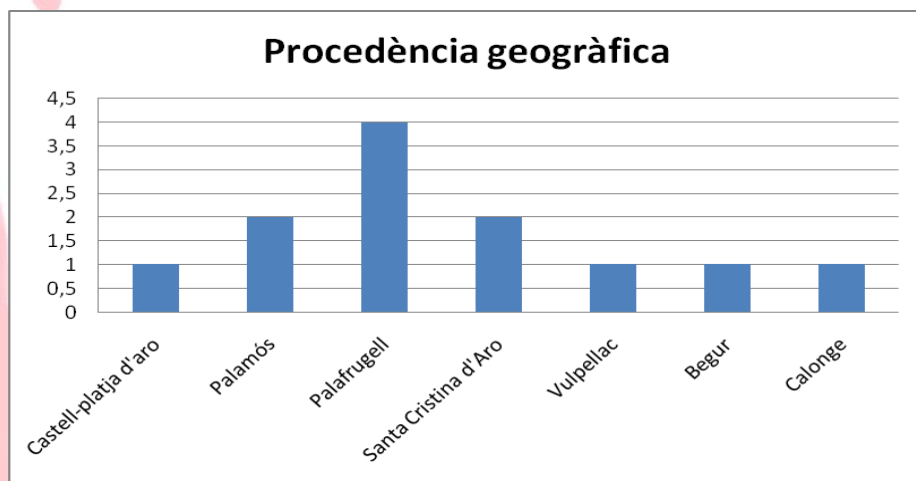 Procedència geogràfica
4,5
4
3,5
3
2,5
2
1,5
1
0,5
0
Castell-platja d'aro
Palamós
Palafrugell
Santa Cristina d'Aro
Vulpellac
Begur
Calonge